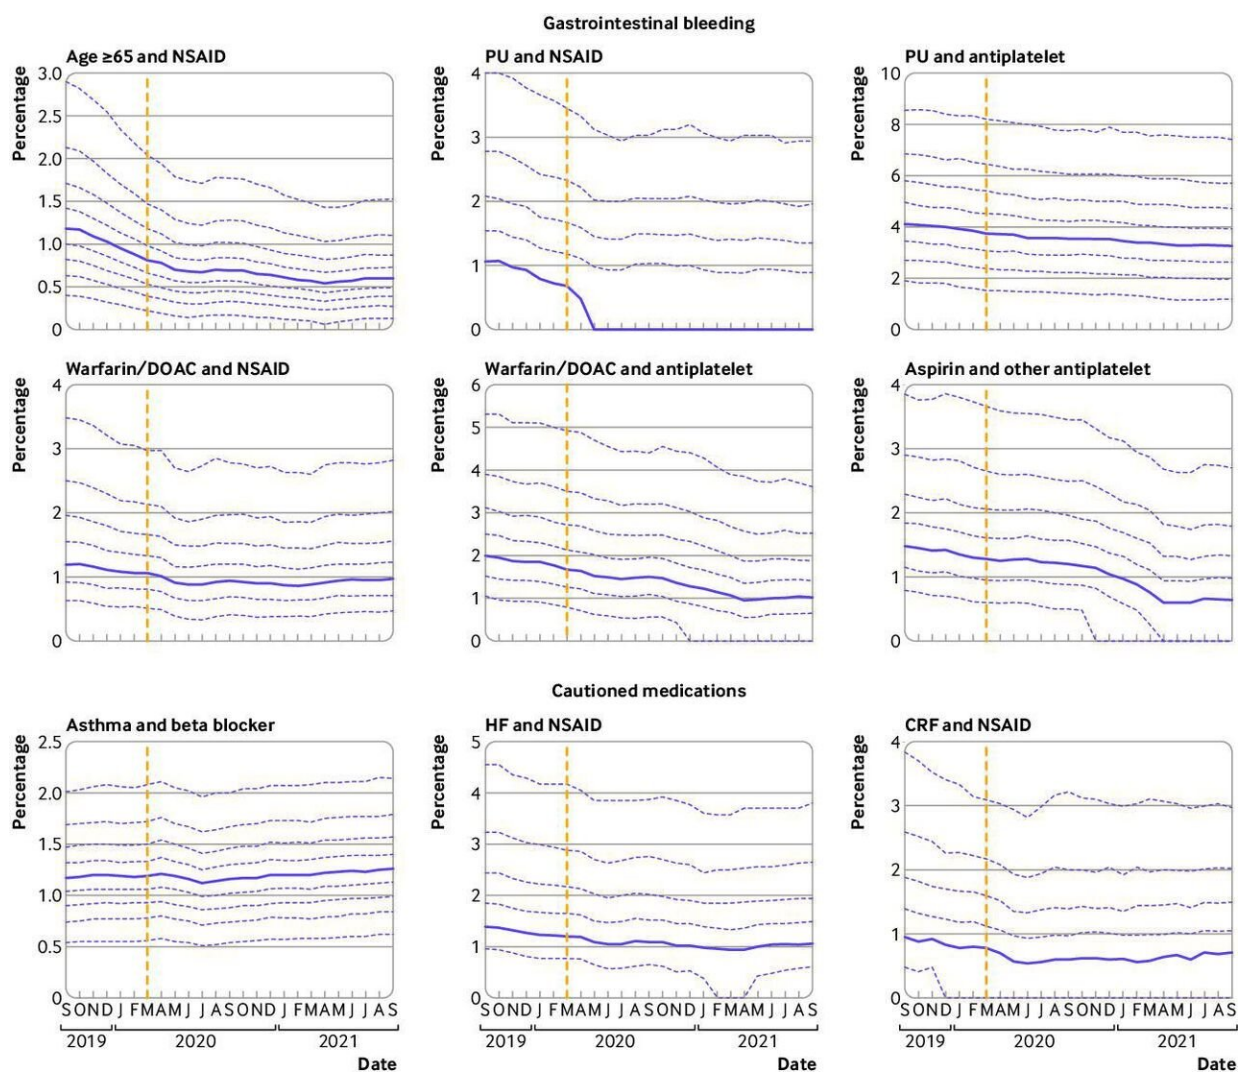 Gastrointestinal bleeding
Age ≥65 and NSAID
PU and NSAID
PU and antiplatelet
Percentage
3.0
2.5
2.0
1.5
1.0
0.5
0
Percentage
4
3
2
1
0
Percentage
10
8
6
4
2
0
Warfarin/DOAC and NSAID
Warfarin/DOAC and antiplatelet
Aspirin and other antiplatelet
Percentage
4
3
2
1
0
Percentage
6
5
4
3
2
1
0
Percentage
4
3
2
1
0
Cautioned medications
Asthma and beta blocker
HF and NSAID
CRF and NSAID
Percentage
2.5
2.0
1.5
1.0
0.5
0
Percentage
5
4
3
2
1
0
Percentage
4
3
2
1
0
S O N D J F M A M J J A S O N D J F M A M J J A S
2019 2020 2021
Date
S O N D J F M A M J J A S O N D J F M A M J J A S
2019 2020 2021
Date
S O N D J F M A M J J A S O N D J F M A M J J A S
2019 2020 2021
Date